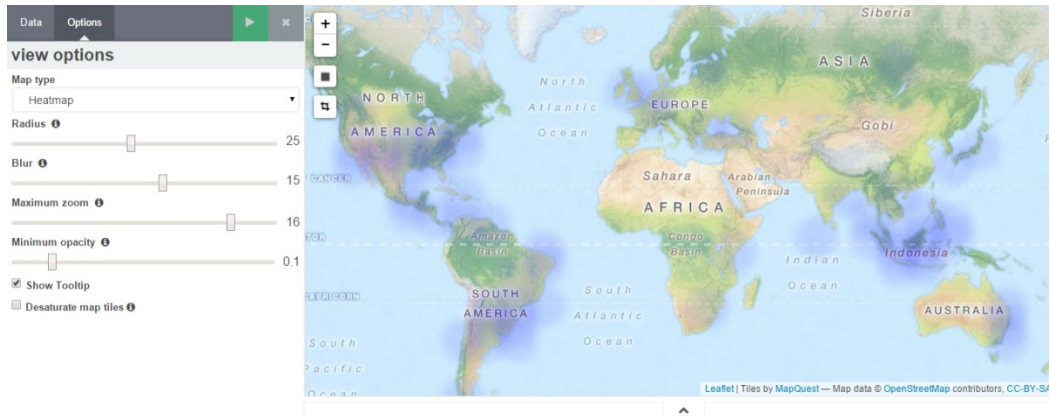 Data Options
view options
Map type
Heatmap
Radius
25
Blur
15
Maximum zoom
16
Minimum opacity
0.1
Show Tooltip
Desaturate map tiles
+
−
Siberia
ASIA
North
Atlantic
Ocean
NORTH
AMERICA
EUROPE
Gobi
CANCER
Sahara
Arabian
Peninsula
AFRICA
TOR
Amazon
Basin
Congo
Basin
Indian
Ocean
Indonesia
CAPRICORN
SOUTH
AMERICA
South
Atlantic
Ocean
AUSTRALIA
South
Pacific
Ocean
Leaflet | Tiles by MapQuest — Map data © OpenStreetMap contributors, CC-BY-SA